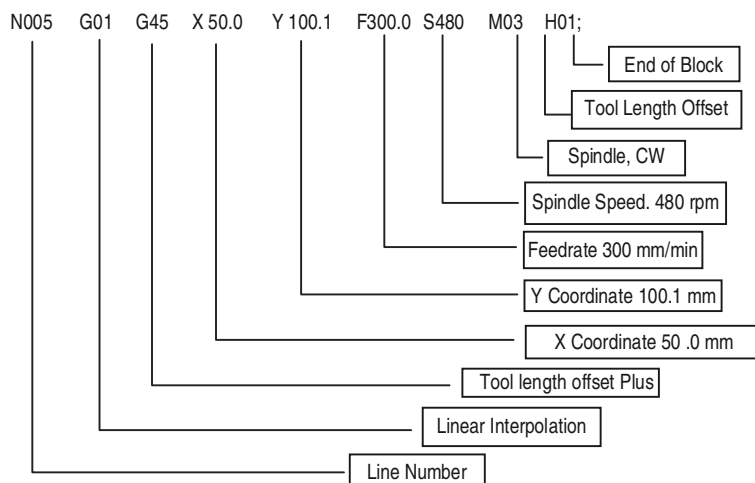 N005 G01 G45 X 50.0 Y 100.1 F300.0 S480 M03 H01;
End of Block
Tool Length Offset
Spindle, CW
Spindle Speed. 480 rpm
Feedrate 300 mm/min
Y Coordinate 100.1 mm
X Coordinate 50 .0 mm
Tool length offset Plus
Linear Interpolation
Line Number